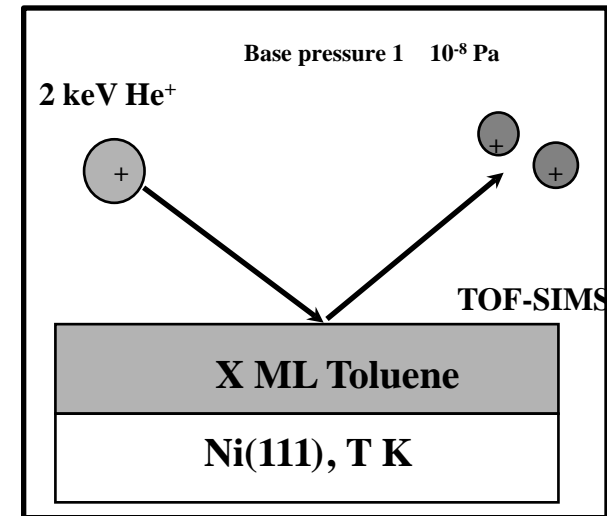 Base pressure 1 10⁻⁸ Pa
2 keV He⁺
+
+
+
TOF-SIMS
X ML Toluene
Ni(111), T K